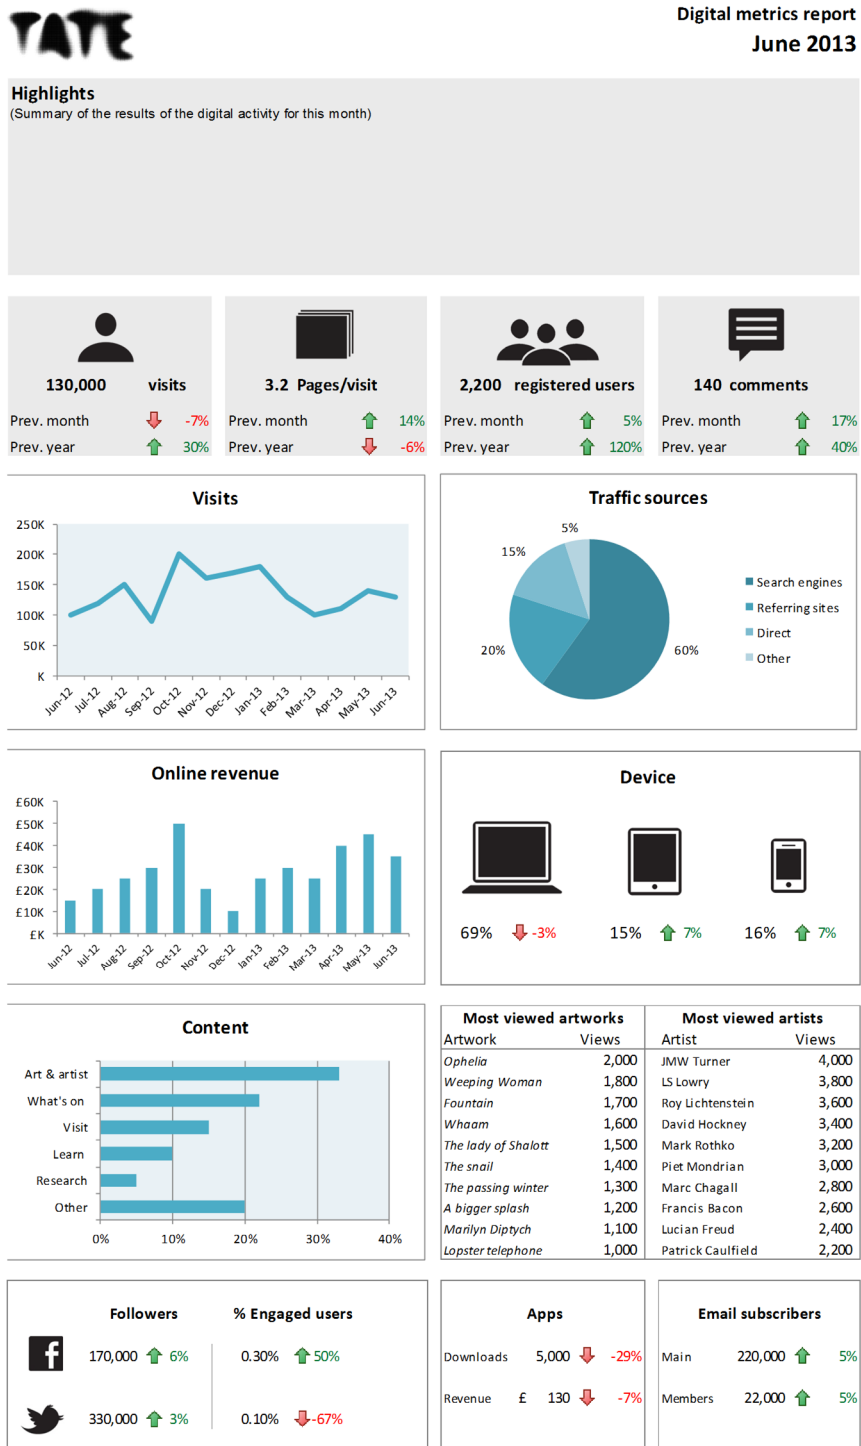 TATE
Digital metrics report
June 2013
Highlights
(Summary of the results of the digital activity for this month)
130,000 visits
Prev. month -7%
Prev. year 30%
3.2 Pages/visit
Prev. month 14%
Prev. year -6%
2,200 registered users
Prev. month 5%
Prev. year 120%
140 comments
Prev. month 17%
Prev. year 40%
Visits
250K
200K
150K
100K
50K
K
Jun-12 Jul-12 Aug-12 Sep-12 Oct-12 Nov-12 Dec-12 Jan-13 Feb-13 Mar-13 Apr-13 May-13 Jun-13
Traffic sources
5%
15%
20%
60%
Search engines
Referring sites
Direct
Other
Online revenue
£60K
£50K
£40K
£30K
£20K
£10K
£K
Jun-12 Jul-12 Aug-12 Sep-12 Oct-12 Nov-12 Dec-12 Jan-13 Feb-13 Mar-13 Apr-13 May-13 Jun-13
Device
69% -3% 15% 7% 16% 7%
Content
Art & artist
What's on
Visit
Learn
Research
Other
0% 10% 20% 30% 40%
Most viewed artworks
Artwork Views
Ophelia 2,000
Weeping Woman 1,800
Fountain 1,700
Whaam 1,600
The lady of Shalott 1,500
The snail 1,400
The passing winter 1,300
A bigger splash 1,200
Marilyn Diptych 1,100
Lopster telephone 1,000
Most viewed artists
Artist Views
JMW Turner 4,000
LS Lowry 3,800
Roy Lichtenstein 3,600
David Hockney 3,400
Mark Rothko 3,200
Piet Mondrian 3,000
Marc Chagall 2,800
Francis Bacon 2,600
Lucian Freud 2,400
Patrick Caulfield 2,200
Followers % Engaged users
f 170,000 6% 0.30% 50%
330,000 3% 0.10% -67%
Apps
Downloads 5,000 -29%
Revenue £ 130 -7%
Email subscribers
Main 220,000 5%
Members 22,000 5%